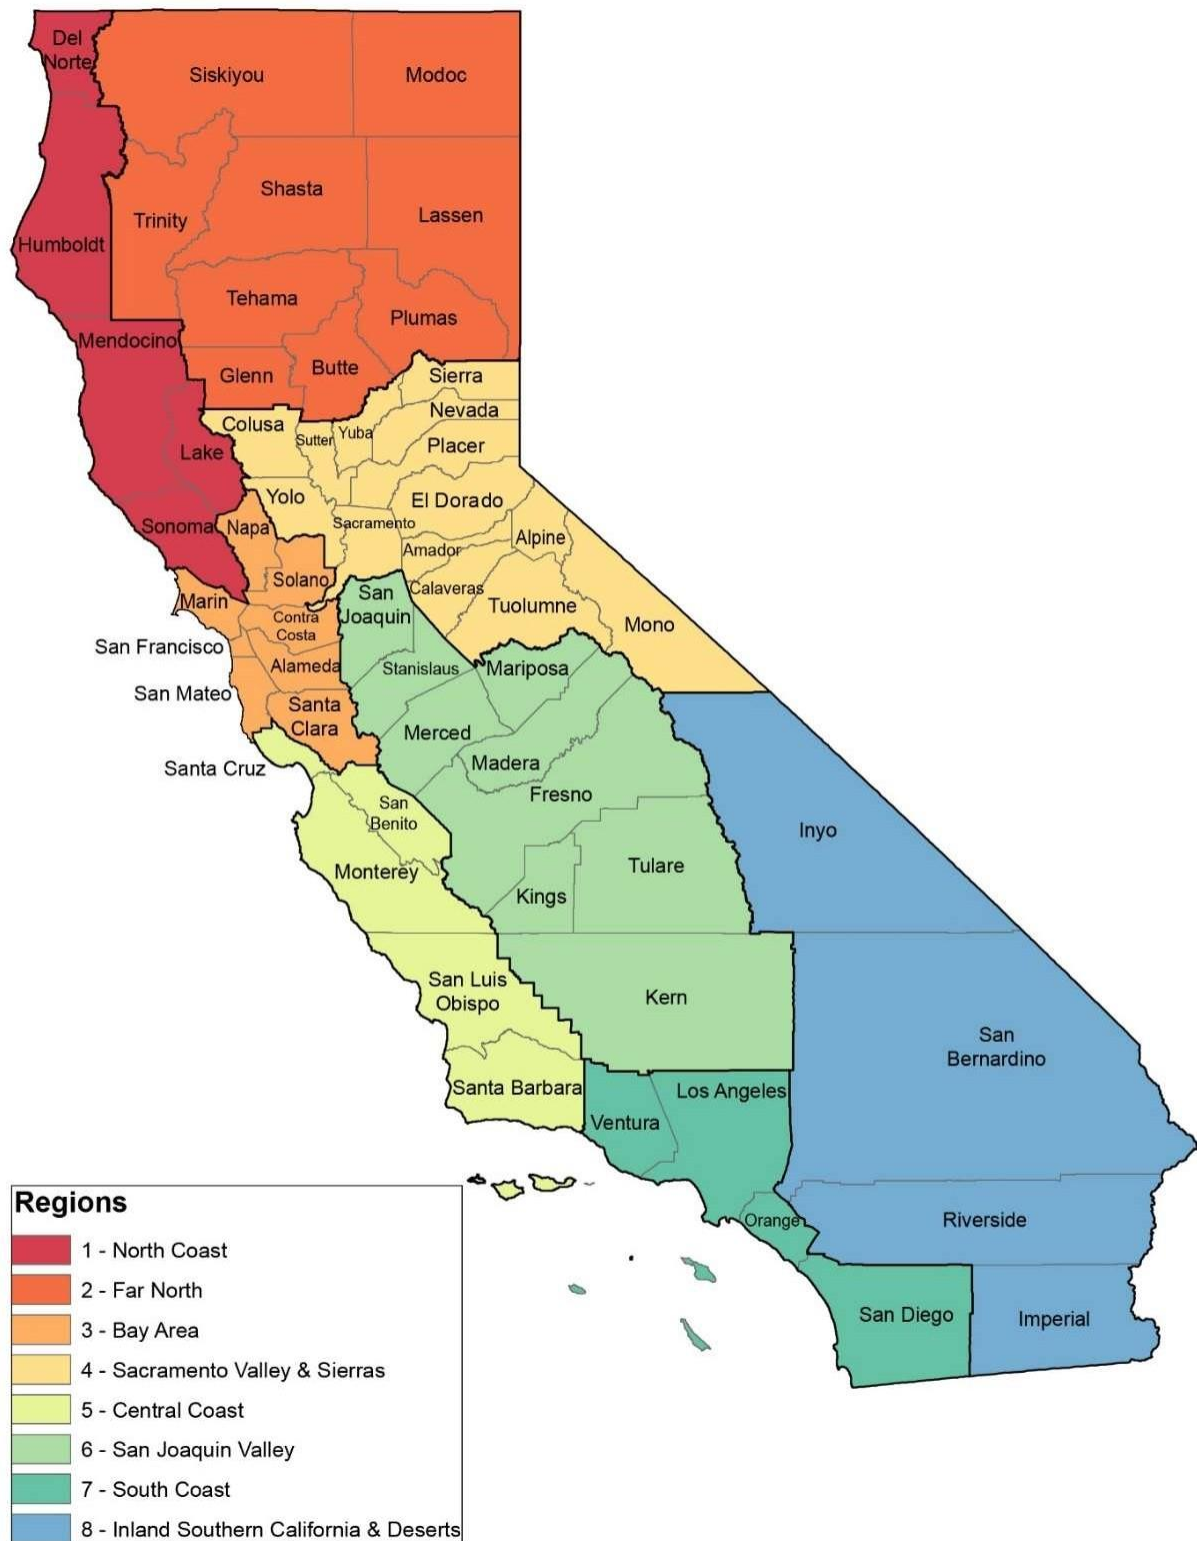 Del
Norte
Siskiyou
Modoc
Shasta
Trinity
Lassen
Humboldt
Tehama
Plumas
Mendocino
Glenn
Butte
Sierra
Nevada
Colusa
Sutter
Yuba
Placer
Lake
Yolo
El Dorado
Sonoma
Napa
Sacramento
Alpine
Amador
Solano
Calaveras
Marin
San
Joaquin
Tuolumne
Contra
Costa
Mono
San Francisco
Alameda
Stanislaus
Mariposa
San Mateo
Santa
Clara
Merced
Madera
Santa Cruz
Fresno
San
Benito
Inyo
Monterey
Tulare
Kings
San Luis
Obispo
Kern
San
Bernardino
Santa Barbara
Los Angeles
Ventura
Orange
Riverside
San Diego
Imperial
Regions
1 - North Coast
2 - Far North
3 - Bay Area
4 - Sacramento Valley & Sierras
5 - Central Coast
6 - San Joaquin Valley
7 - South Coast
8 - Inland Southern California & Deserts